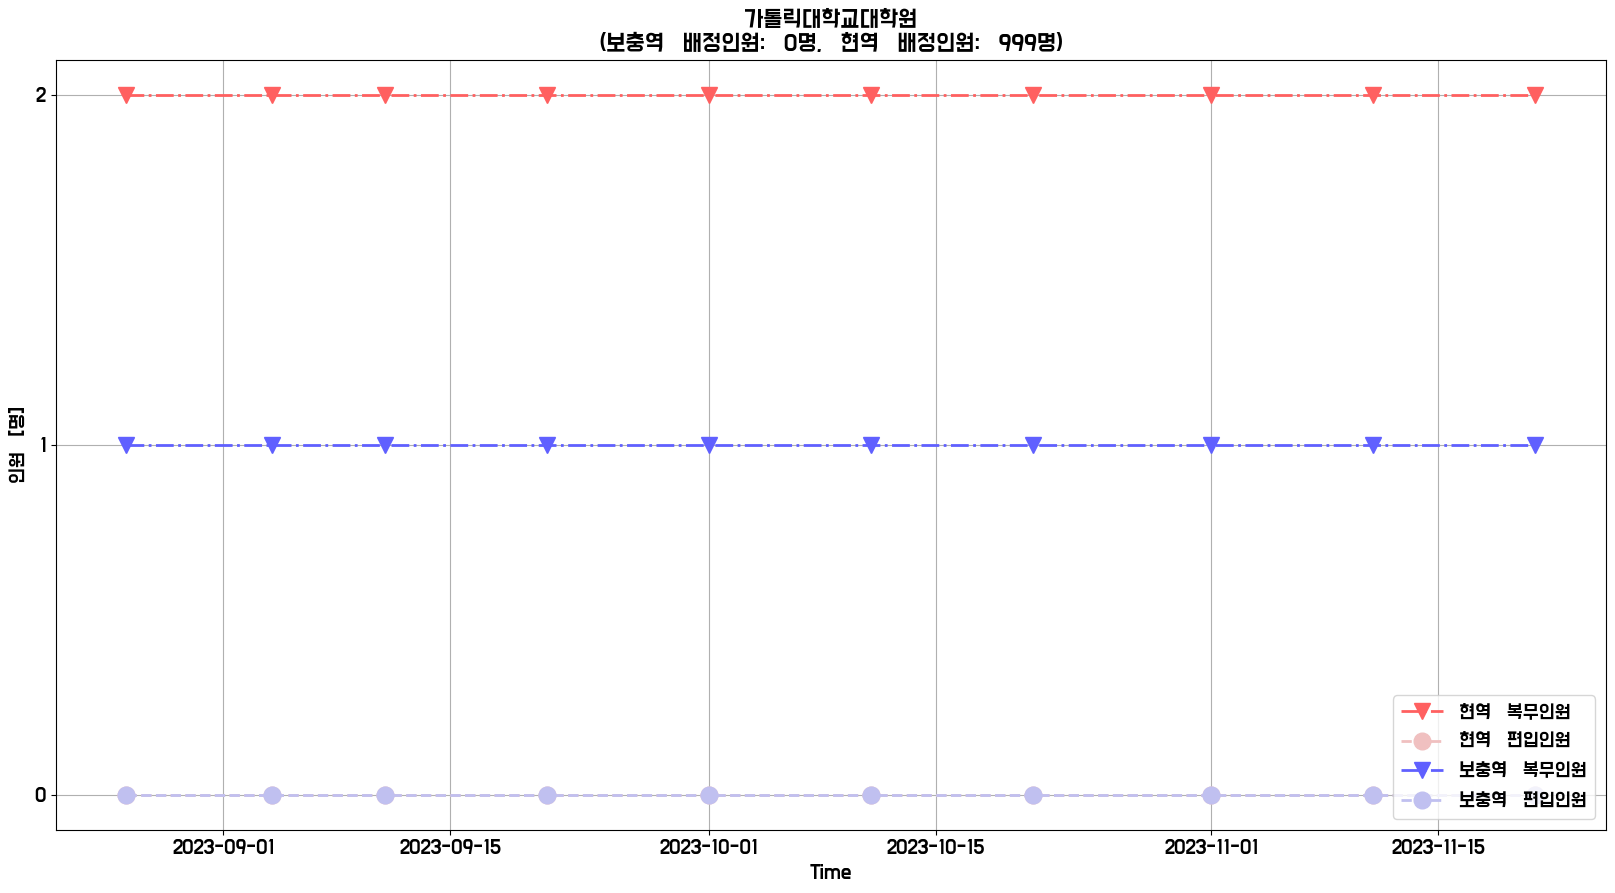 가톨릭대학교대학원
(보충역 배정인원: 0명, 현역 배정인원: 999명)
2
1
0
인원 [명]
2023-09-01 2023-09-15 2023-10-01 2023-10-15 2023-11-01 2023-11-15
Time
현역 복무인원
현역 편입인원
보충역 복무인원
보충역 편입인원